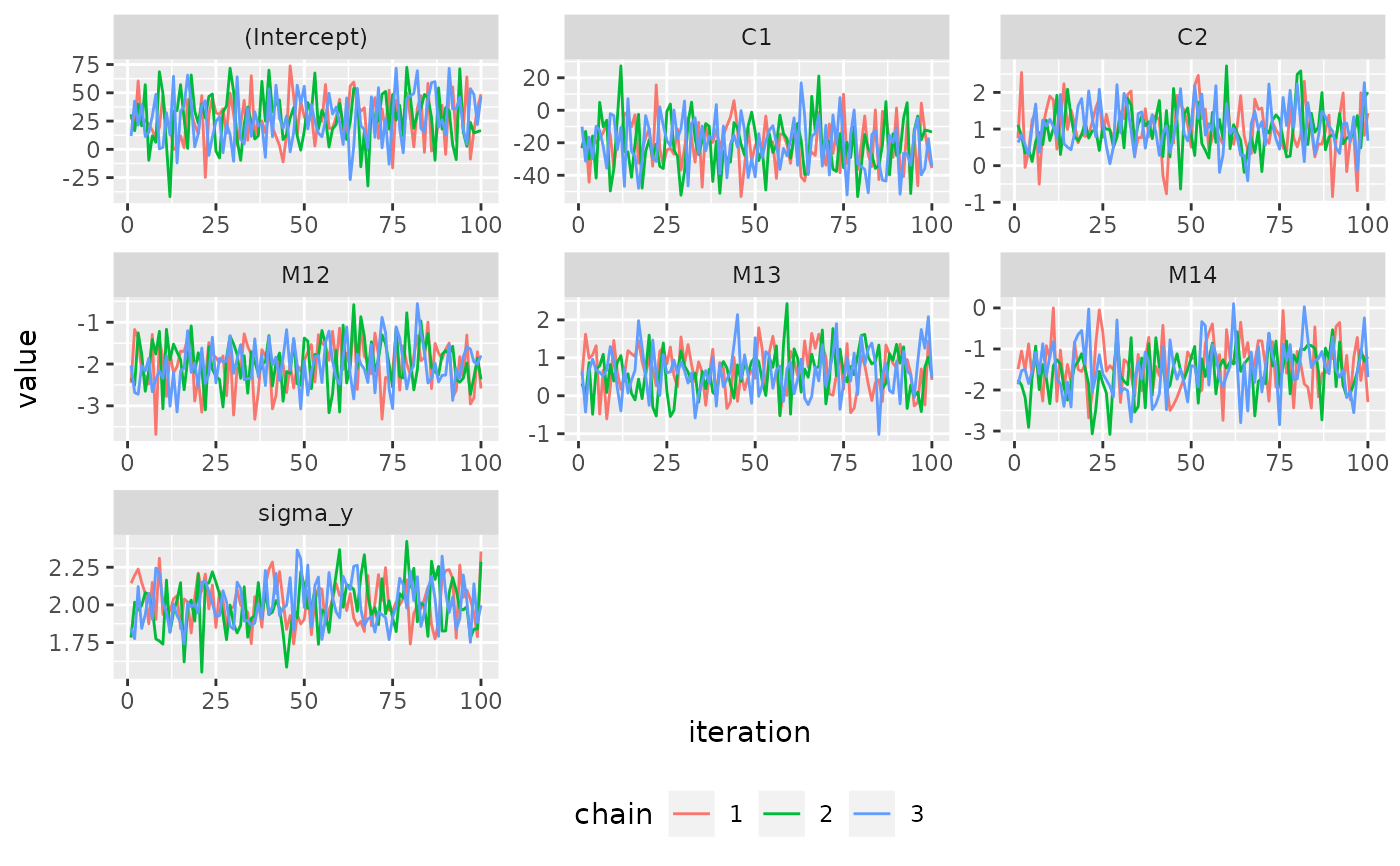 (Intercept) C1 C2
75 50 25 0 -25
20 0 -20 -40
2 1 0 -1
0 25 50 75 100 0 25 50 75 100 0 25 50 75 100
M12 M13 M14
-1 -2 -3
2 1 0 -1
0 -1 -2 -3
0 25 50 75 100 0 25 50 75 100 0 25 50 75 100
value
sigma_y
2.25
2.00
1.75
0 25 50 75 100
iteration
chain 1 2 3